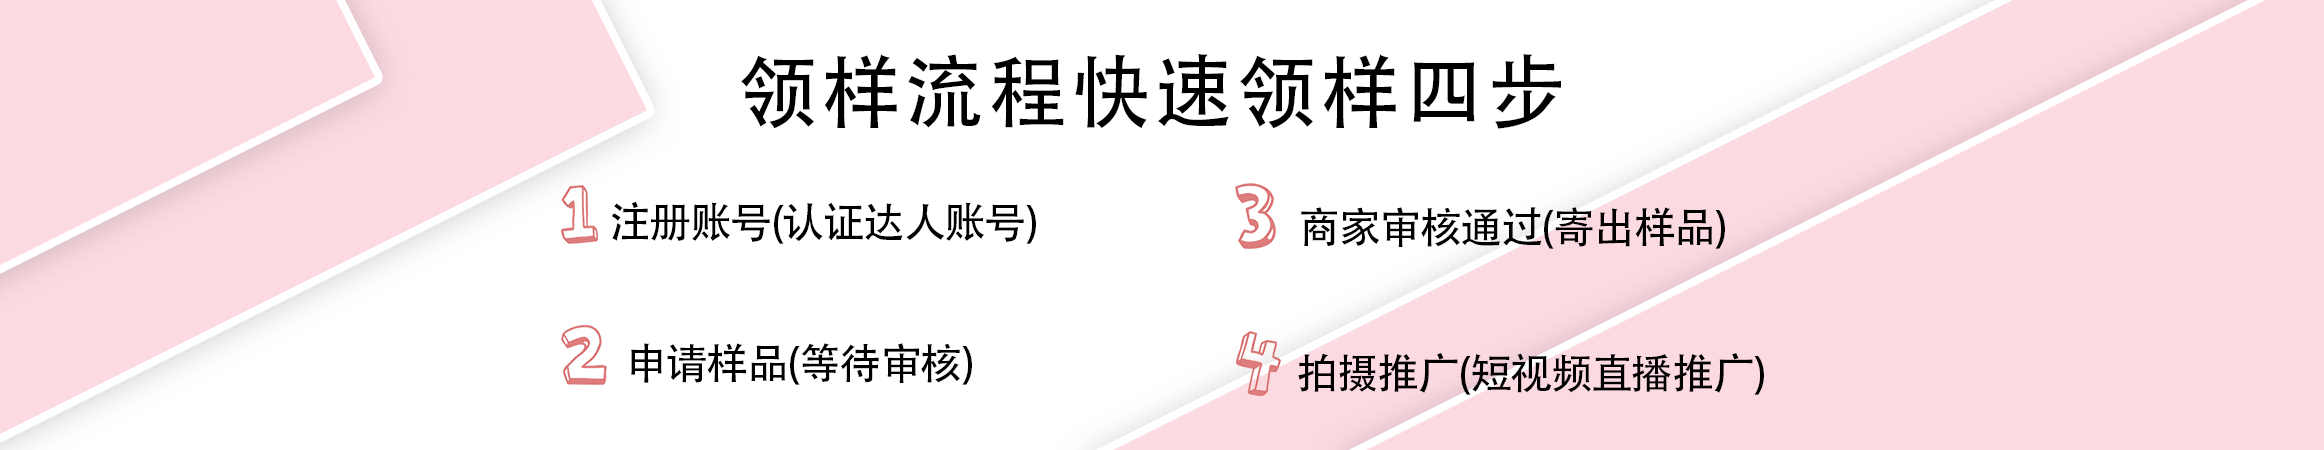 领样流程快速领样四步
1 注册账号(认证达人账号)
2 申请样品(等待审核)
3 商家审核通过(寄出样品)
4 拍摄推广(短视频直播推广)